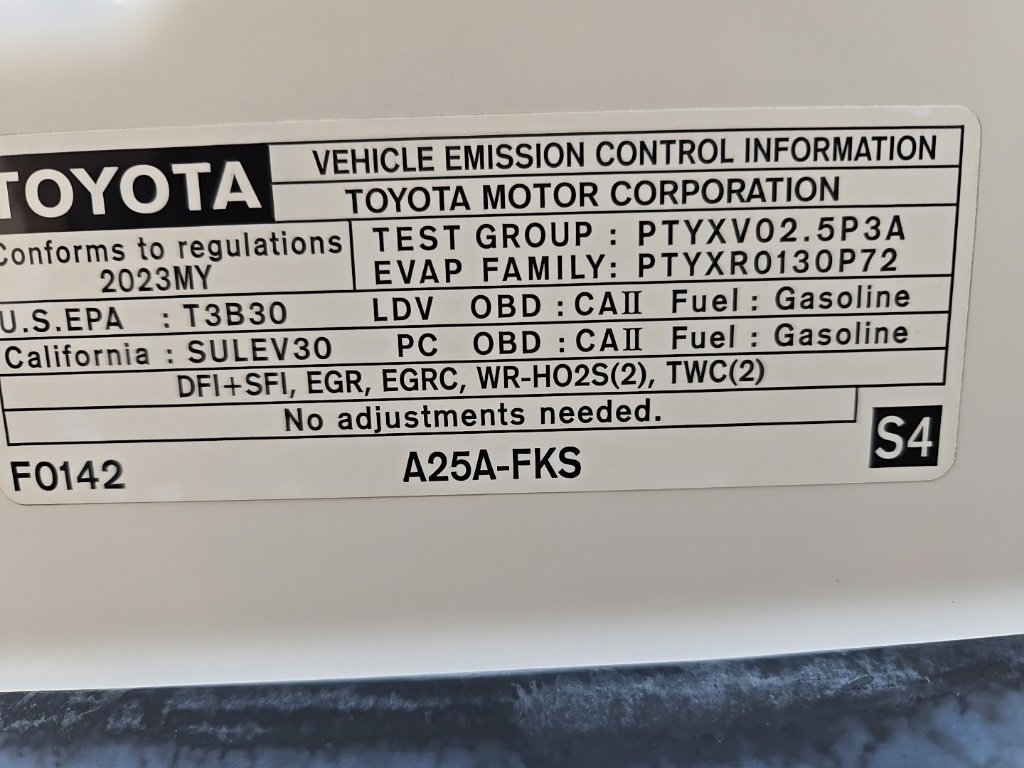 TOYOTA
VEHICLE EMISSION CONTROL INFORMATION
TOYOTA MOTOR CORPORATION
Conforms to regulations
2023MY
TEST GROUP : PTYXV02.5P3A
EVAP FAMILY: PTYXR0130P72
U.S.EPA : T3B30 LDV OBD : CAⅡ Fuel : Gasoline
California : SULEV30 PC OBD : CAⅡ Fuel : Gasoline
DFI+SFI, EGR, EGRC, WR-HO2S(2), TWC(2)
No adjustments needed.
F0142 A25A-FKS S4